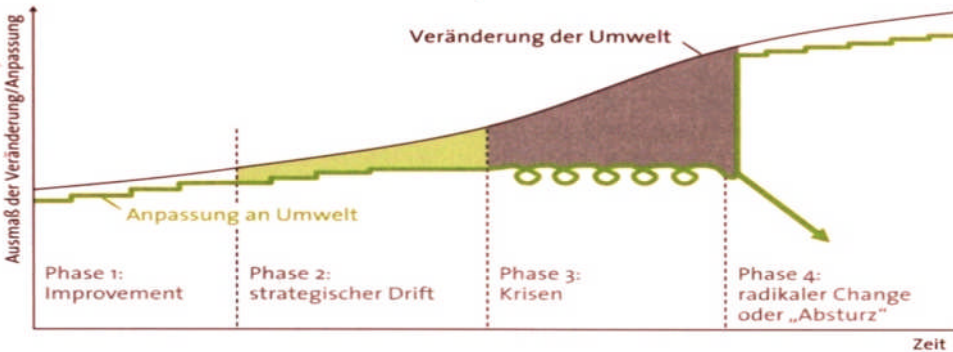 Ausmaß der Veränderung/Anpassung
Veränderung der Umwelt
Anpassung an Umwelt
Phase 1:
Improvement
Phase 2:
strategischer Drift
Phase 3:
Krisen
Phase 4:
radikaler Change
oder „Absturz“
Zeit